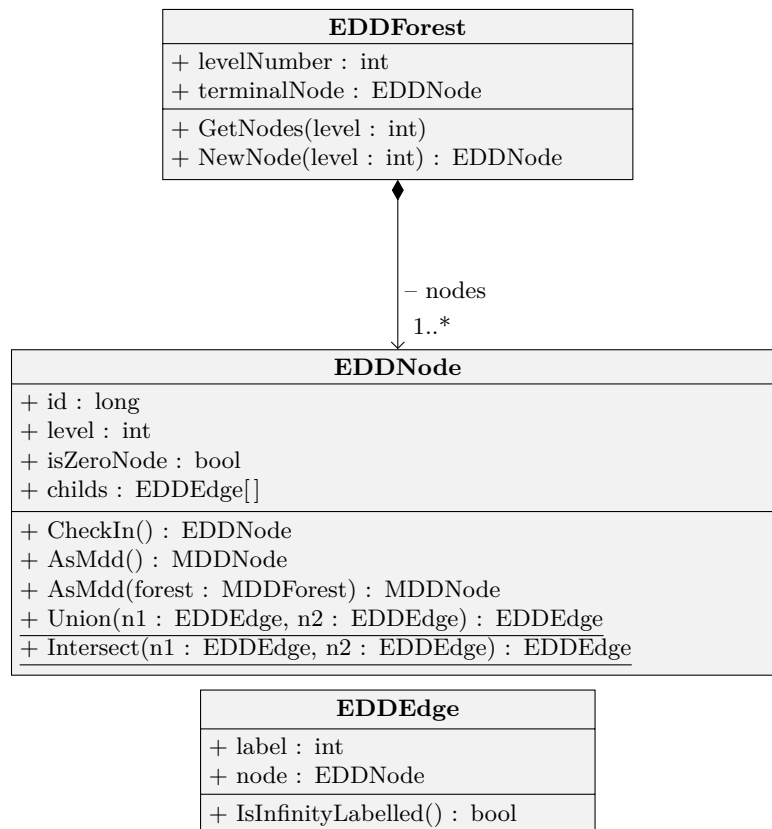 EDDForest
+ levelNumber : int
+ terminalNode : EDDNode
+ GetNodes(level : int)
+ NewNode(level : int) : EDDNode
– nodes
1..*
EDDNode
+ id : long
+ level : int
+ isZeroNode : bool
+ childs : EDDEdge[]
+ CheckIn() : EDDNode
+ AsMdd() : MDDNode
+ AsMdd(forest : MDDForest) : MDDNode
+ Union(n1 : EDDEdge, n2 : EDDEdge) : EDDEdge
+ Intersect(n1 : EDDEdge, n2 : EDDEdge) : EDDEdge
EDDEdge
+ label : int
+ node : EDDNode
+ IsInfinityLabelled() : bool